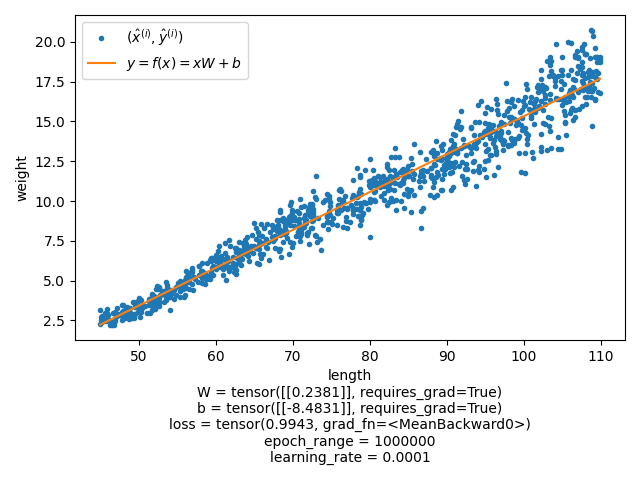 (x̂⁽ⁱ⁾, ŷ⁽ⁱ⁾)
y = f(x) = xW + b
20.0
17.5
15.0
12.5
10.0
7.5
5.0
2.5
weight
50 60 70 80 90 100 110
length
W = tensor([[0.2381]], requires_grad=True)
b = tensor([[-8.4831]], requires_grad=True)
loss = tensor(0.9943, grad_fn=<MeanBackward0>)
epoch_range = 1000000
learning_rate = 0.0001